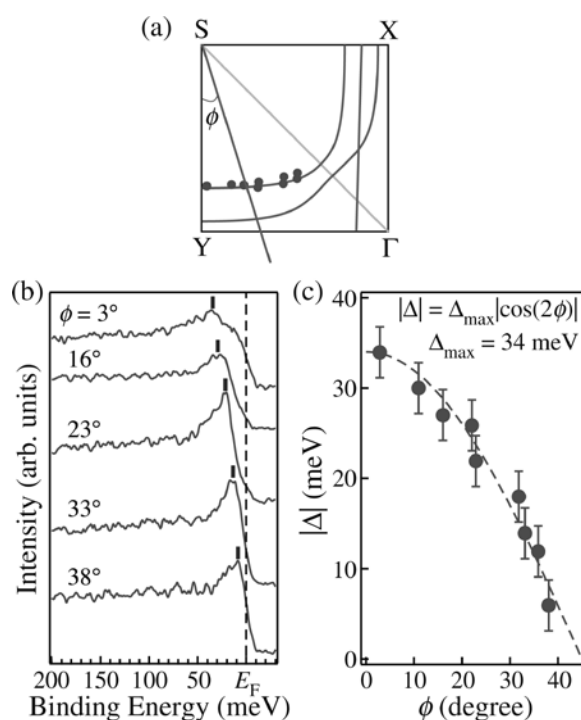 (a)
S X
ϕ
Y Γ
(b)
ϕ = 3°
16°
23°
33°
38°
Intensity (arb. units)
200 150 100 50 E_F
Binding Energy (meV)
(c)
|Δ| = Δ_max|cos(2ϕ)|
Δ_max = 34 meV
|Δ| (meV)
40
30
20
10
0
0 10 20 30 40
ϕ (degree)